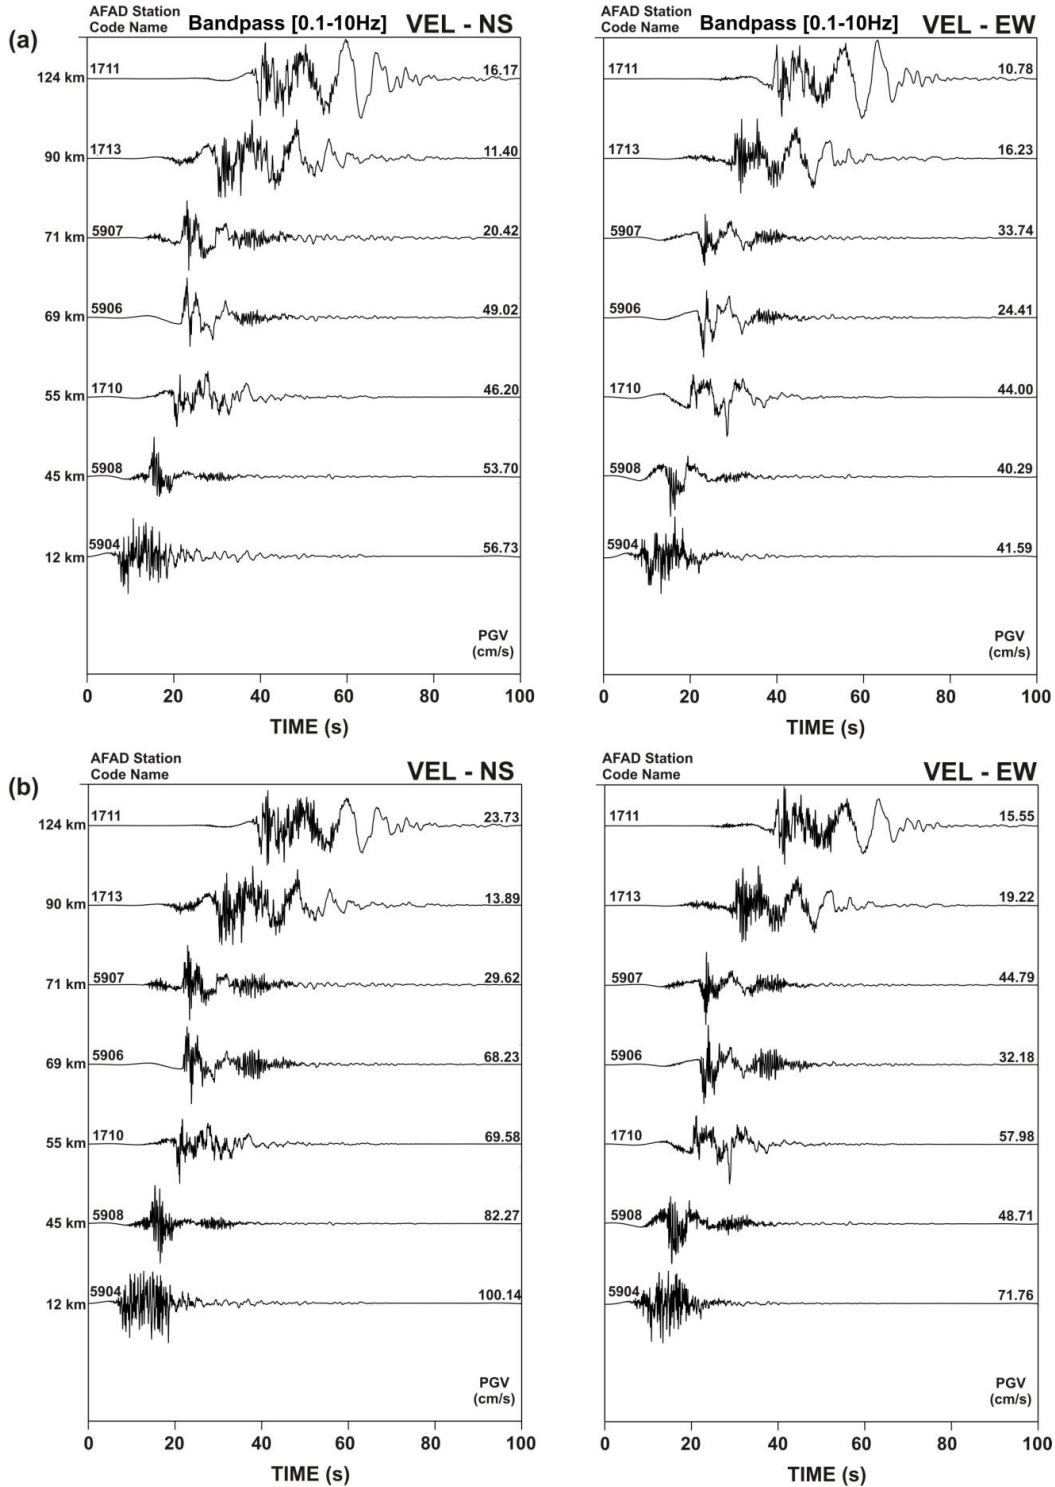 (a)
AFAD Station
Code Name
Bandpass [0.1-10Hz]
VEL - NS
124 km
1711
16.17
90 km
1713
11.40
71 km
5907
20.42
69 km
5906
49.02
55 km
1710
46.20
45 km
5908
53.70
12 km
5904
56.73
PGV
(cm/s)
0 20 40 60 80 100
TIME (s)
AFAD Station
Code Name
Bandpass [0.1-10Hz]
VEL - EW
1711
10.78
1713
16.23
5907
33.74
5906
24.41
1710
44.00
5908
40.29
5904
41.59
PGV
(cm/s)
0 20 40 60 80 100
TIME (s)
(b)
AFAD Station
Code Name
VEL - NS
124 km
1711
23.73
90 km
1713
13.89
71 km
5907
29.62
69 km
5906
68.23
55 km
1710
69.58
45 km
5908
82.27
12 km
5904
100.14
PGV
(cm/s)
0 20 40 60 80 100
TIME (s)
AFAD Station
Code Name
VEL - EW
1711
15.55
1713
19.22
5907
44.79
5906
32.18
1710
57.98
5908
48.71
5904
71.76
PGV
(cm/s)
0 20 40 60 80 100
TIME (s)